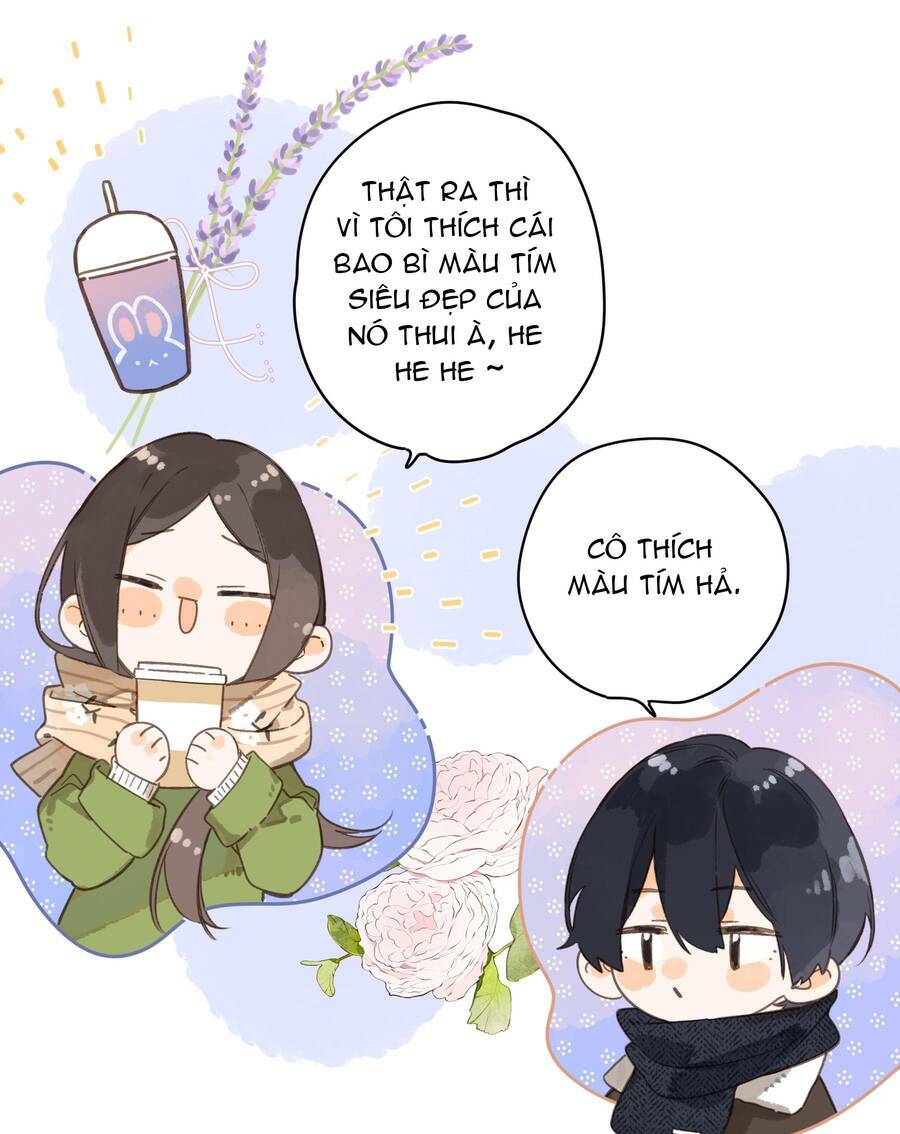 THẬT RA THÌ
VÌ TÔI THÍCH CÁI
BAO BÌ MÀU TÍM
SIÊU ĐẸP CỦA
NÓ THUI À, HE
HE HE ~
CÔ THÍCH
MÀU TÍM HẢ.